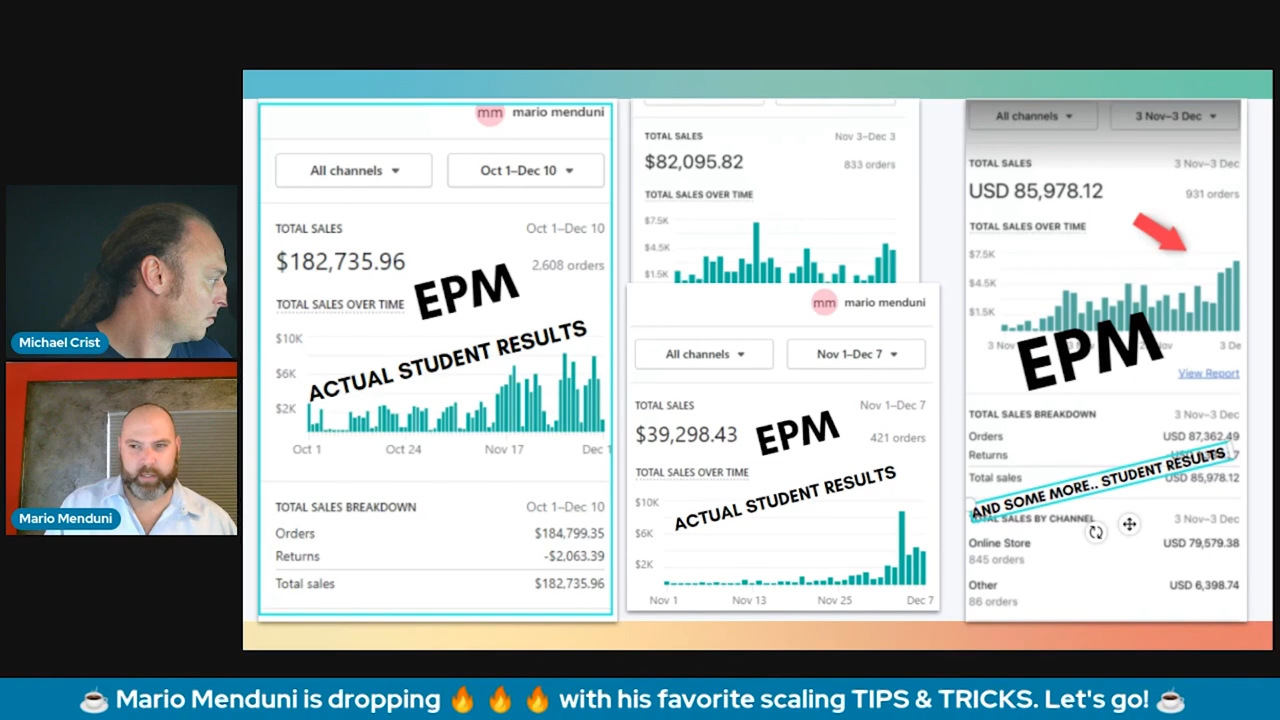 Michael Crist
Mario Menduni
mm mario menduni
All channels
Oct 1–Dec 10
TOTAL SALES Oct 1–Dec 10
$182,735.96 2,608 orders
TOTAL SALES OVER TIME
EPM
ACTUAL STUDENT RESULTS
$10K
$6K
$2K
Oct 1 Oct 24 Nov 17 Dec 1
TOTAL SALES BREAKDOWN Oct 1–Dec 10
Orders $184,799.35
Returns -$2,063.39
Total sales $182,735.96
TOTAL SALES Nov 3–Dec 3
$82,095.82 833 orders
TOTAL SALES OVER TIME
$7.5K
$4.5K
$1.5K
mm mario menduni
All channels
Nov 1–Dec 7
TOTAL SALES Nov 1–Dec 7
$39,298.43 421 orders
EPM
TOTAL SALES OVER TIME
ACTUAL STUDENT RESULTS
$10K
$6K
$2K
Nov 1 Nov 13 Nov 25 Dec 7
All channels
3 Nov–3 Dec
TOTAL SALES 3 Nov–3 Dec
USD 85,978.12 931 orders
TOTAL SALES OVER TIME
$7.5K
$4.5K
$1.5K
3 Nov 3 De
EPM
View Report
TOTAL SALES BREAKDOWN 3 Nov–3 Dec
Orders USD 87,362.49
Returns
Total sales USD 85,978.12
AND SOME MORE.. STUDENT RESULTS
TOTAL SALES BY CHANNEL 3 Nov–3 Dec
Online Store USD 79,579.38
845 orders
Other USD 6,398.74
86 orders
☕ Mario Menduni is dropping 🔥 🔥 🔥 with his favorite scaling TIPS & TRICKS. Let's go! ☕